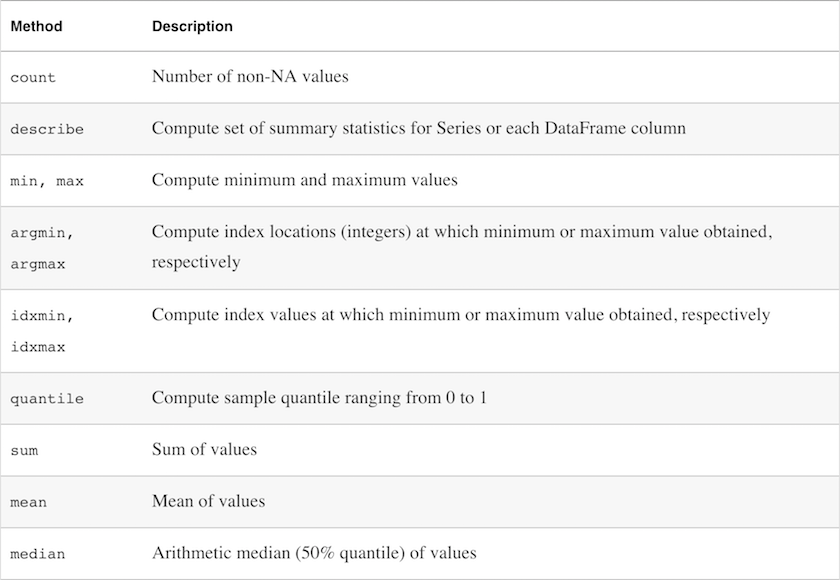 Method Description
count Number of non-NA values
describe Compute set of summary statistics for Series or each DataFrame column
min, max Compute minimum and maximum values
argmin, Compute index locations (integers) at which minimum or maximum value obtained,
argmax respectively
idxmin, Compute index values at which minimum or maximum value obtained, respectively
idxmax
quantile Compute sample quantile ranging from 0 to 1
sum Sum of values
mean Mean of values
median Arithmetic median (50% quantile) of values